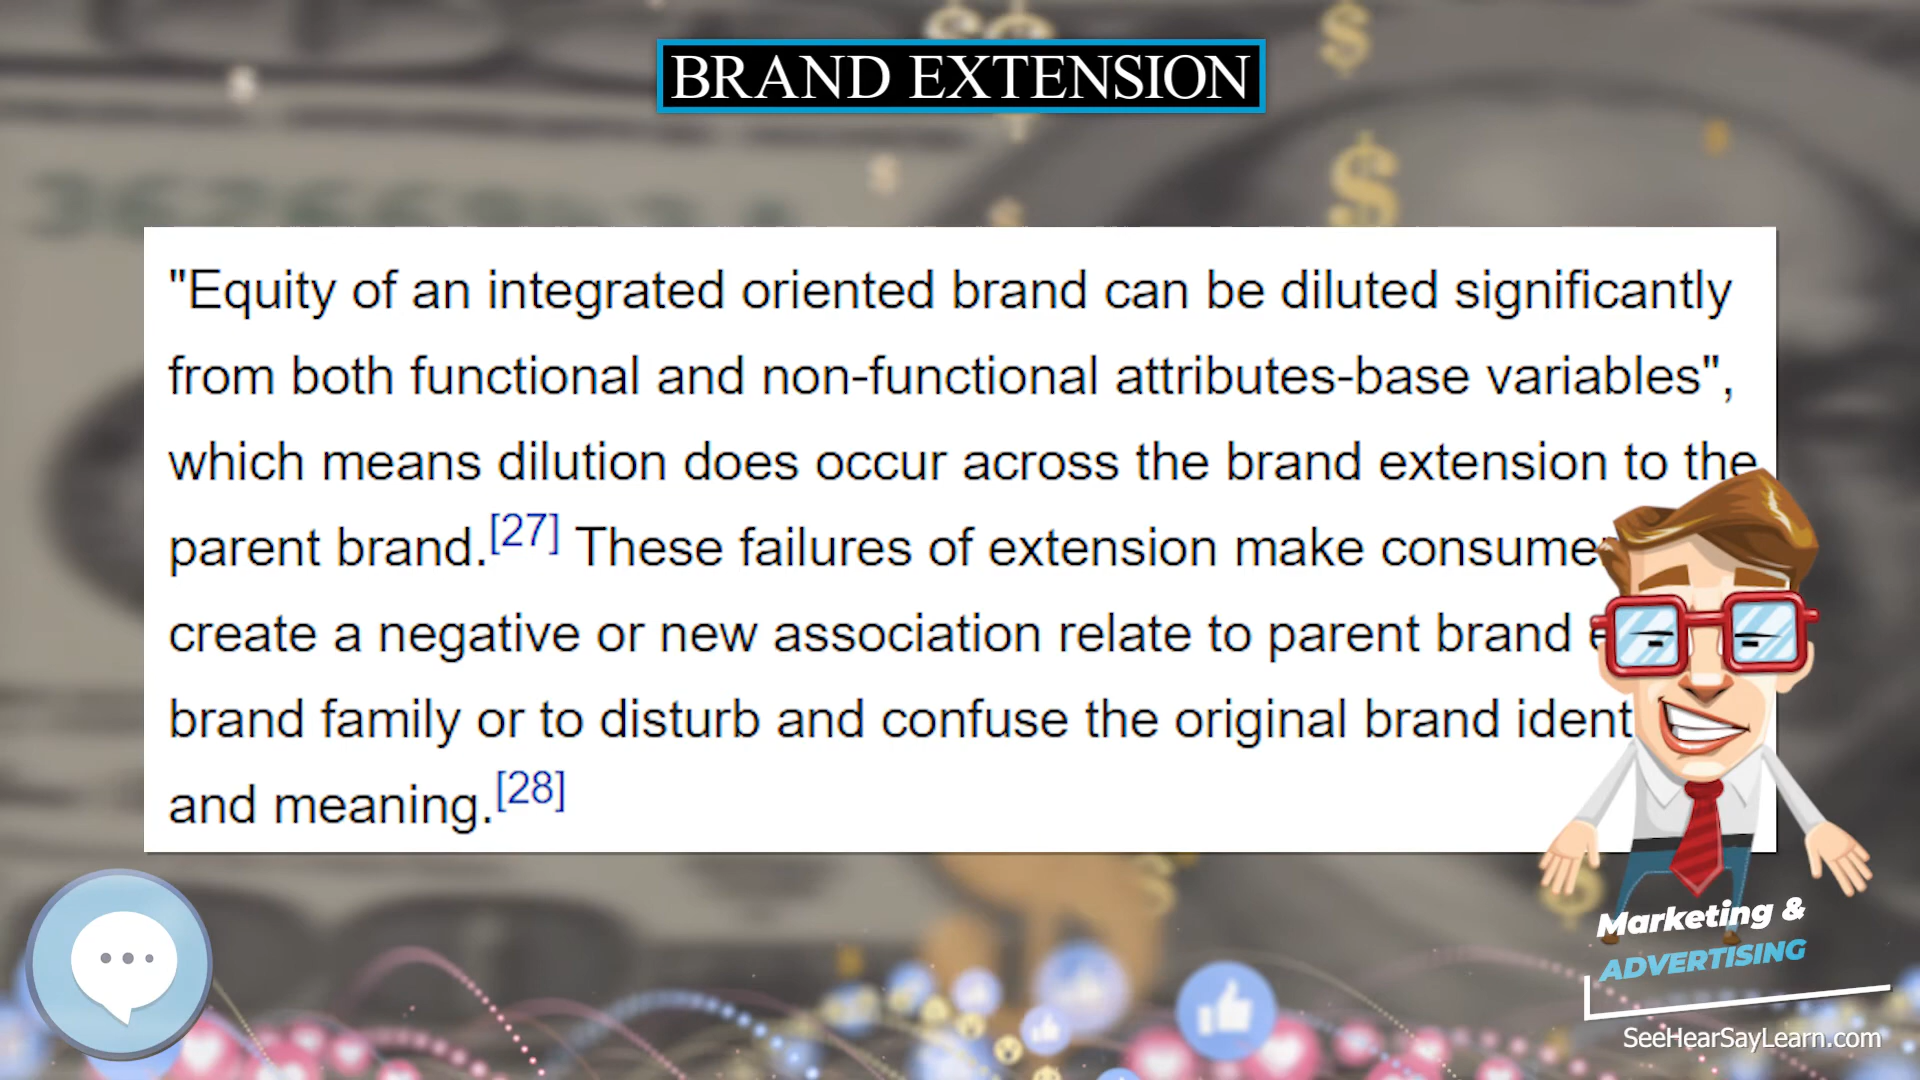 BRAND EXTENSION
"Equity of an integrated oriented brand can be diluted significantly
from both functional and non-functional attributes-base variables",
which means dilution does occur across the brand extension to the
parent brand.[27] These failures of extension make
create a negative or new association relate to parent brand
brand family or to disturb and confuse the original brand
and meaning.[28]
Marketing &
ADVERTISING
SeeHearSayLearn.com